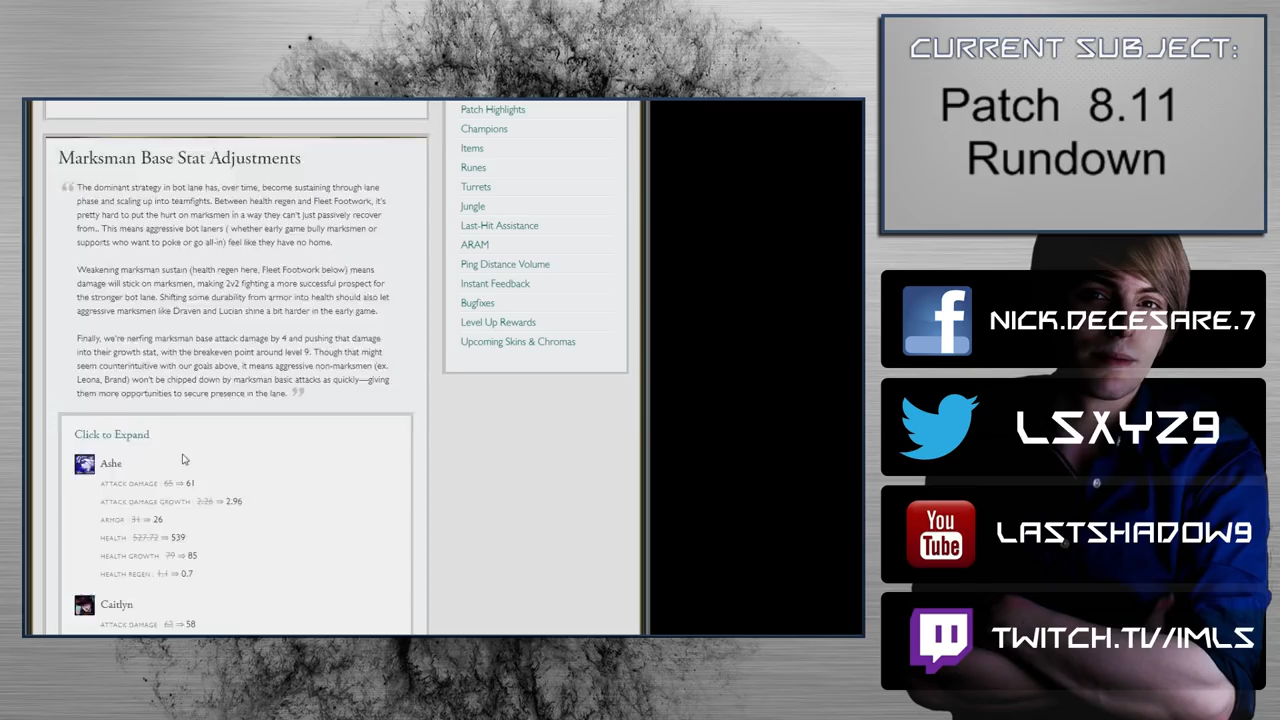 CURRENT SUBJECT:
Patch 8.11
Rundown
Marksman Base Stat Adjustments
The dominant strategy in bot lane has, over time, become sustaining through lane
phase and scaling up into teamfights. Between health regen and Fleet Footwork, it's
pretty hard to put the hurt on marksmen in a way they can't just passively recover
from.. This means aggressive bot laners ( whether early game bully marksmen or
supports who want to poke or go all-in) feel like they have no home.
Weakening marksman sustain (health regen here, Fleet Footwork below) means
damage will stick on marksmen, making 2v2 fighting a more successful prospect for
the stronger bot lane. Shifting some durability from armor into health should also let
aggressive marksmen like Draven and Lucian shine a bit harder in the early game.
Finally, we're nerfing marksman base attack damage by 4 and pushing that damage
into their growth stat, with the breakeven point around level 9. Though that might
seem counterintuitive with our goals above, it means aggressive non-marksmen (ex.
Leona, Brand) won't be chipped down by marksman basic attacks as quickly—giving
them more opportunities to secure presence in the lane.
Click to Expand
Ashe
ATTACK DAMAGE : 65 ⇒ 61
ATTACK DAMAGE GROWTH : 2.26 ⇒ 2.96
ARMOR : 31 ⇒ 26
HEALTH : 527.72 ⇒ 539
HEALTH GROWTH : 79 ⇒ 85
HEALTH REGEN : 1.1 ⇒ 0.7
Caitlyn
ATTACK DAMAGE : 62 ⇒ 58
Patch Highlights
Champions
Items
Runes
Turrets
Jungle
Last-Hit Assistance
ARAM
Ping Distance Volume
Instant Feedback
Bugfixes
Level Up Rewards
Upcoming Skins & Chromas
f
NICK.DECESARE.7
LSXYZ9
You
Tube
LASTSHADOW9
TWITCH.TV/IMLS